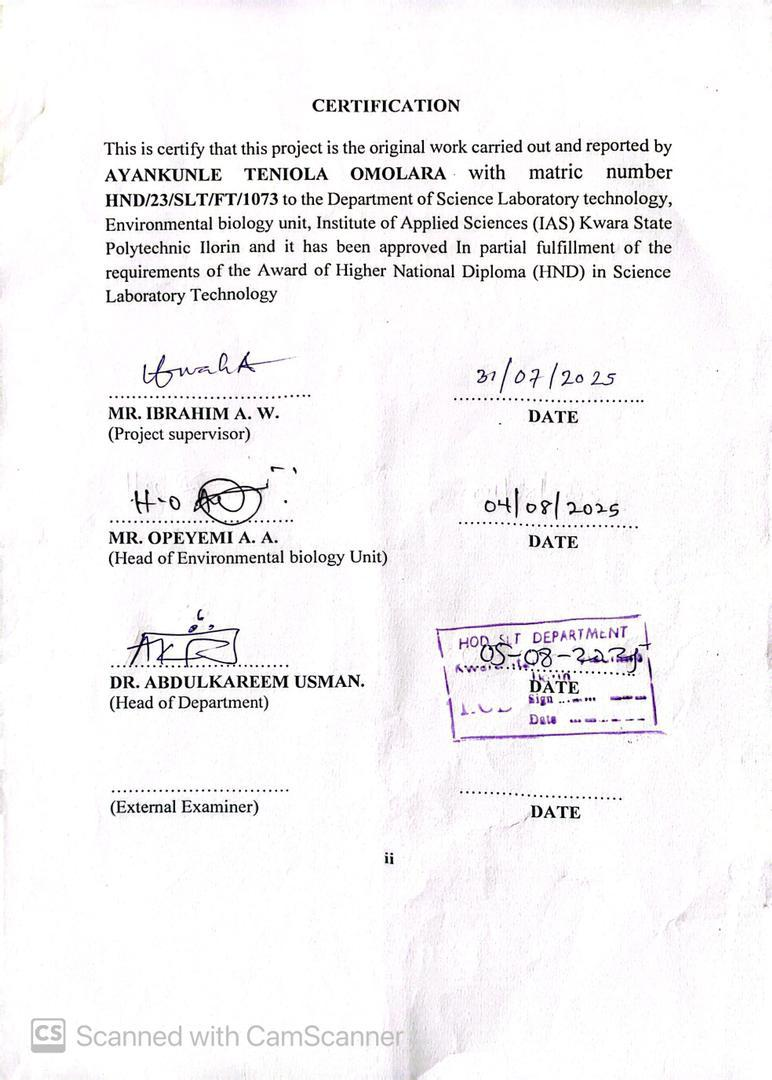 CERTIFICATION
This is certify that this project is the original work carried out and reported by
AYANKUNLE TENIOLA OMOLARA with matric number
HND/23/SLT/FT/1073 to the Department of Science Laboratory technology,
Environmental biology unit, Institute of Applied Sciences (IAS) Kwara State
Polytechnic Ilorin and it has been approved In partial fulfillment of the
requirements of the Award of Higher National Diploma (HND) in Science
Laboratory Technology
31/07/2025
MR. IBRAHIM A. W.
DATE
(Project supervisor)
04/08/2025
MR. OPEYEMI A. A.
DATE
(Head of Environmental biology Unit)
HOD SLT DEPARTMENT
05-08-2025
DR. ABDULKAREEM USMAN.
DATE
(Head of Department)
Sign
Date
(External Examiner)
DATE
ii
CS Scanned with CamScanner